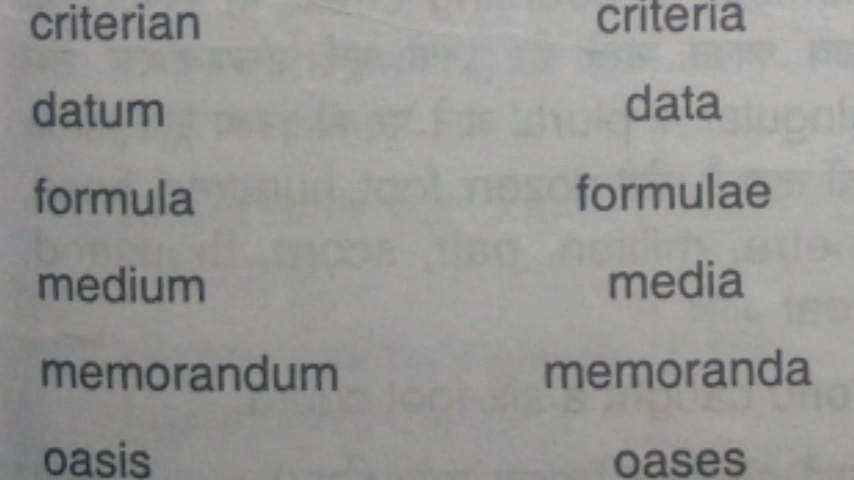 criterian criteria
datum data
formula formulae
medium media
memorandum memoranda
oasis oases